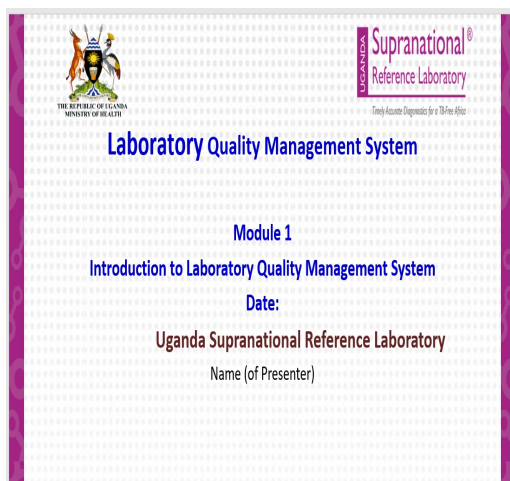 THE REPUBLIC OF UGANDA
MINISTRY OF HEALTH
UGANDA
Supranational®
Reference Laboratory
Timely Accurate Diagnostics for a TB-Free Africa
Laboratory Quality Management System
Module 1
Introduction to Laboratory Quality Management System
Date:
Uganda Supranational Reference Laboratory
Name (of Presenter)